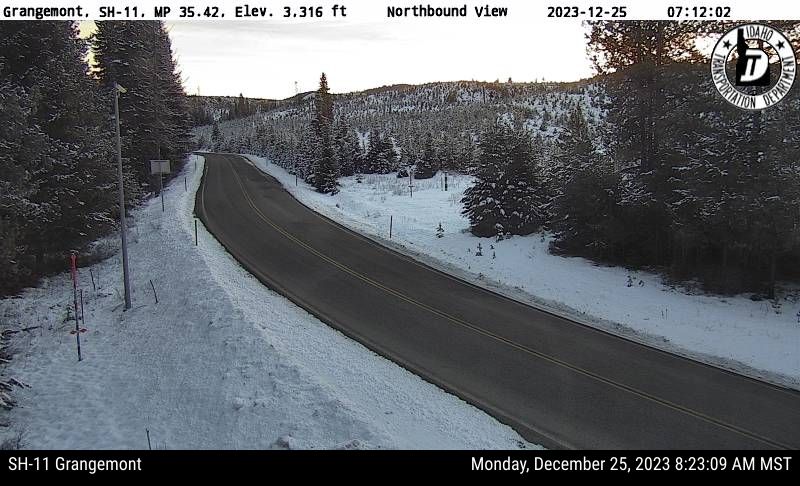 Grangemont, SH-11, MP 35.42, Elev. 3,316 ft Northbound View 2023-12-25 07:12:02
IDAHO
TRANSPORTATION DEPARTMENT
SH-11 Grangemont Monday, December 25, 2023 8:23:09 AM MST